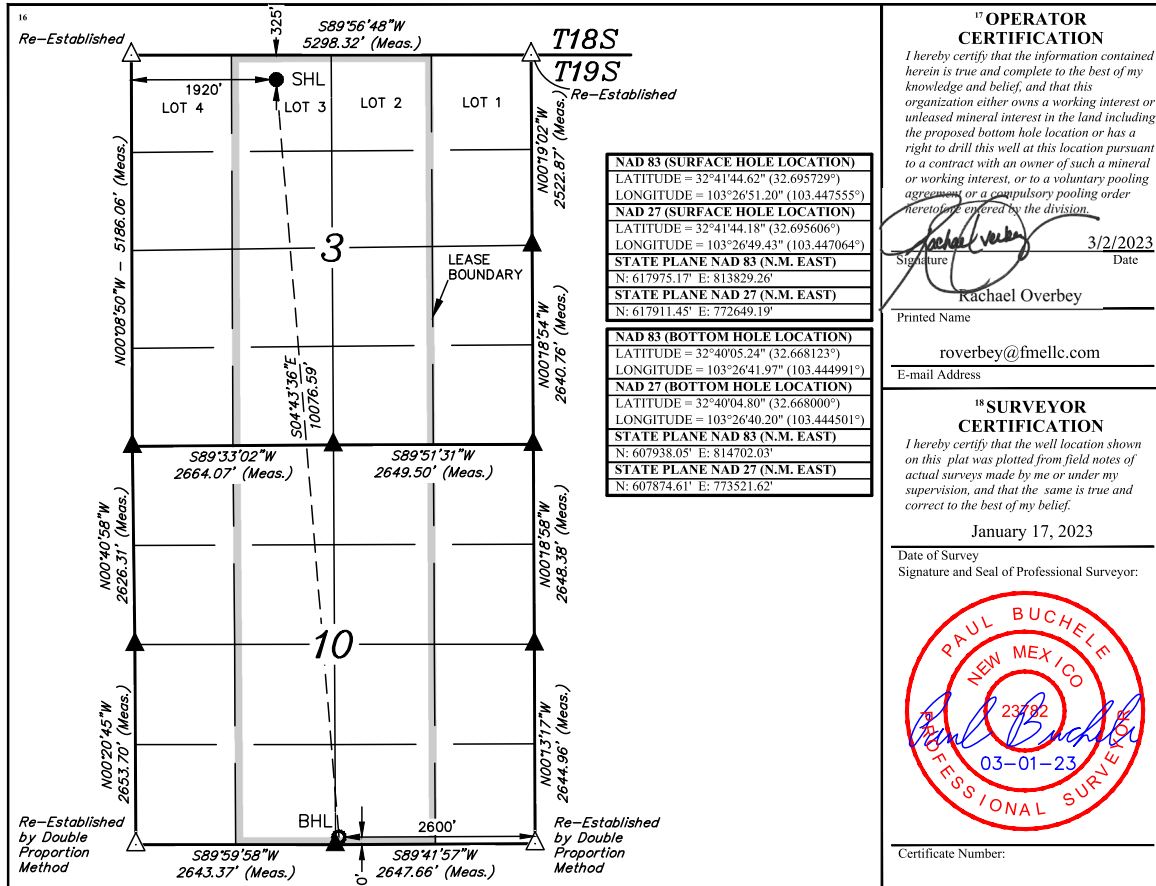 16
Re-Established
S89°56'48"W
5298.32' (Meas.)
325'
T18S
T19S
Re-Established
1920'
SHL
LOT 4
LOT 3
LOT 2
LOT 1
N00°08'50"W - 5186.06' (Meas.)
N00°19'02"W
2522.87' (Meas.)
3
LEASE
BOUNDARY
N00°18'54"W
2640.76' (Meas.)
S04°43'36"E
10076.59'
S89°33'02"W
2664.07' (Meas.)
S89°51'31"W
2649.50' (Meas.)
N00°40'58"W
2626.31' (Meas.)
N00°18'58"W
2648.38' (Meas.)
10
N00°20'45"W
2653.70' (Meas.)
N00°13'17"W
2644.96' (Meas.)
BHL
2600'
Re-Established
by Double
Proportion
Method
S89°59'58"W
2643.37' (Meas.)
0'
S89°41'57"W
2647.66' (Meas.)
Re-Established
by Double
Proportion
Method
NAD 83 (SURFACE HOLE LOCATION)
LATITUDE = 32°41'44.62" (32.695729°)
LONGITUDE = 103°26'51.20" (103.447555°)
NAD 27 (SURFACE HOLE LOCATION)
LATITUDE = 32°41'44.18" (32.695606°)
LONGITUDE = 103°26'49.43" (103.447064°)
STATE PLANE NAD 83 (N.M. EAST)
N: 617975.17' E: 813829.26'
STATE PLANE NAD 27 (N.M. EAST)
N: 617911.45' E: 772649.19'
NAD 83 (BOTTOM HOLE LOCATION)
LATITUDE = 32°40'05.24" (32.668123°)
LONGITUDE = 103°26'41.97" (103.444991°)
NAD 27 (BOTTOM HOLE LOCATION)
LATITUDE = 32°40'04.80" (32.668000°)
LONGITUDE = 103°26'40.20" (103.444501°)
STATE PLANE NAD 83 (N.M. EAST)
N: 607938.05' E: 814702.03'
STATE PLANE NAD 27 (N.M. EAST)
N: 607874.61' E: 773521.62'
17 OPERATOR
CERTIFICATION
I hereby certify that the information contained
herein is true and complete to the best of my
knowledge and belief, and that this
organization either owns a working interest or
unleased mineral interest in the land including
the proposed bottom hole location or has a
right to drill this well at this location pursuant
to a contract with an owner of such a mineral
or working interest, or to a voluntary pooling
agreement or a compulsory pooling order
heretofore entered by the division.
Rachael Overbey
3/2/2023
Signature
Date
Rachael Overbey
Printed Name
roverbey@fmellc.com
E-mail Address
18 SURVEYOR
CERTIFICATION
I hereby certify that the well location shown
on this plat was plotted from field notes of
actual surveys made by me or under my
supervision, and that the same is true and
correct to the best of my belief.
January 17, 2023
Date of Survey
Signature and Seal of Professional Surveyor:
PAUL BUCHELE
NEW MEXICO
23782
Paul Buchele
03-01-23
PROFESSIONAL SURVEYOR
Certificate Number: